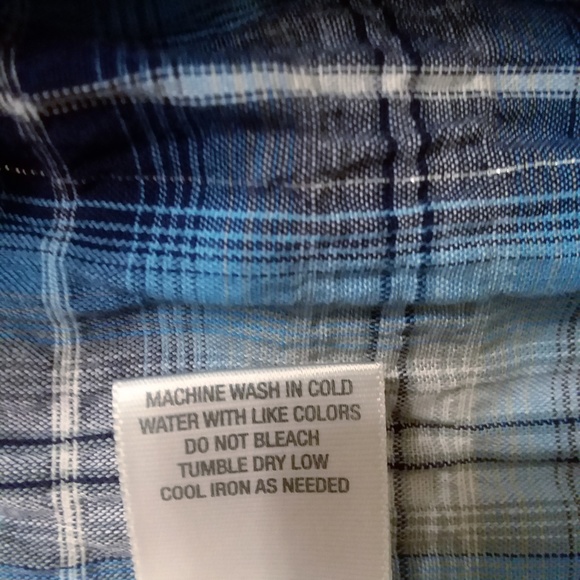 MACHINE WASH IN COLD
WATER WITH LIKE COLORS
DO NOT BLEACH
TUMBLE DRY LOW
COOL IRON AS NEEDED